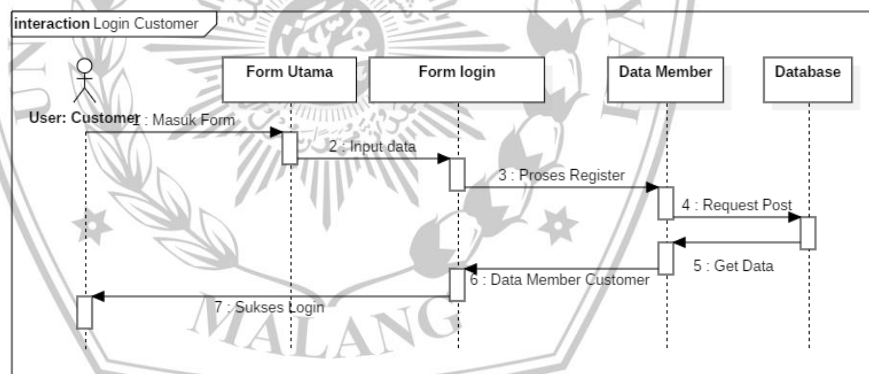 interaction Login Customer
Form Utama
Form login
Data Member
Database
User: Customer
1 : Masuk Form
2 : Input data
3 : Proses Register
4 : Request Post
5 : Get Data
6 : Data Member Customer
7 : Sukses Login
MALANG